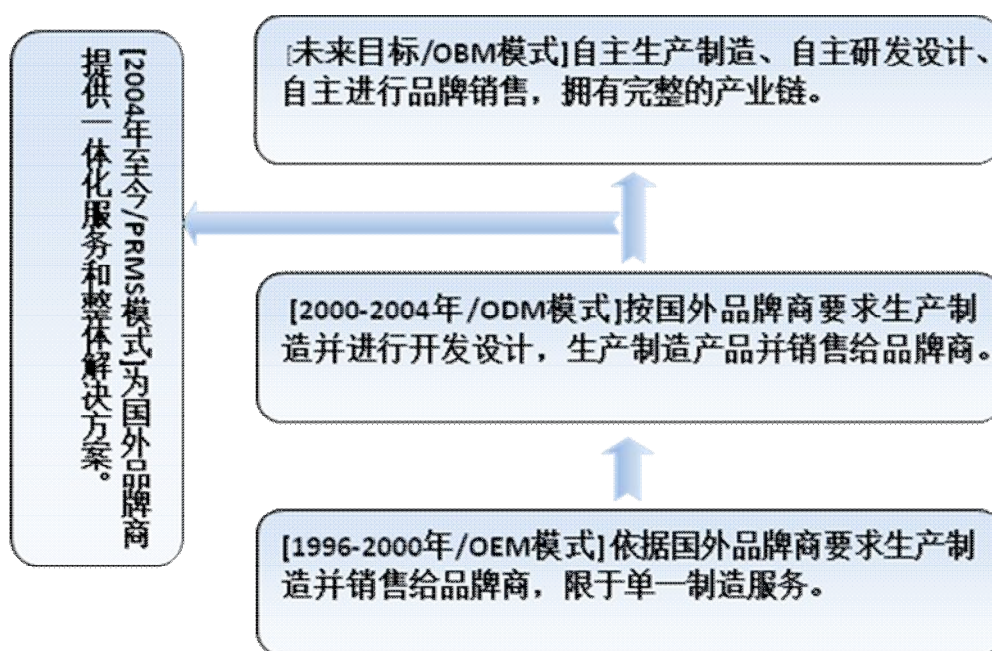 [2004年至今/PRMS模式]为国外品牌商
提供一体化服务和整体解决方案。
[未来目标/OBM模式]自主生产制造、自主研发设计、
自主进行品牌销售，拥有完整的产业链。
[2000-2004年/ODM模式]按国外品牌商要求生产制
造并进行开发设计，生产制造产品并销售给品牌商。
[1996-2000年/OEM模式]依据国外品牌商要求生产制
造并销售给品牌商，限于单一制造服务。